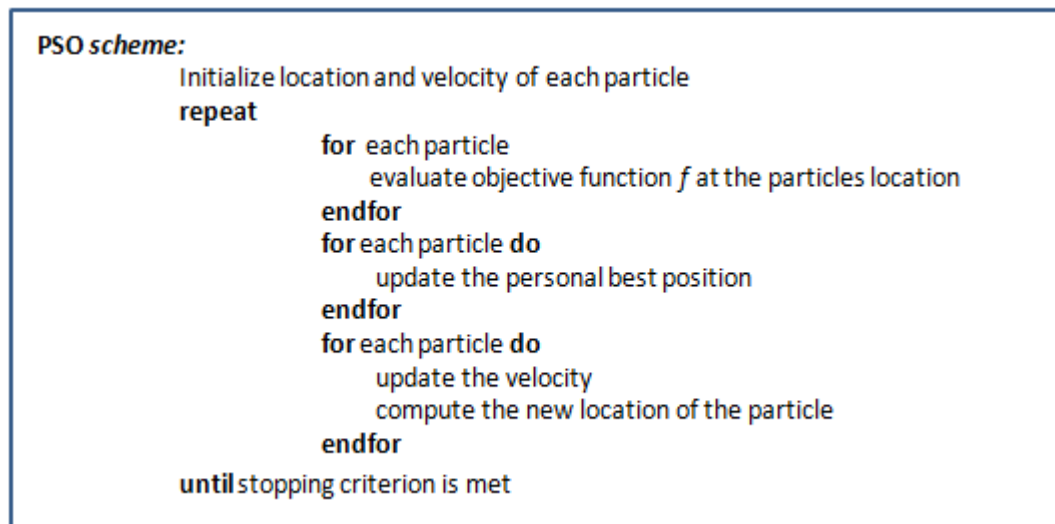 PSO scheme:
Initialize location and velocity of each particle
repeat
for each particle
evaluate objective function f at the particles location
endfor
for each particle do
update the personal best position
endfor
for each particle do
update the velocity
compute the new location of the particle
endfor
until stopping criterion is met